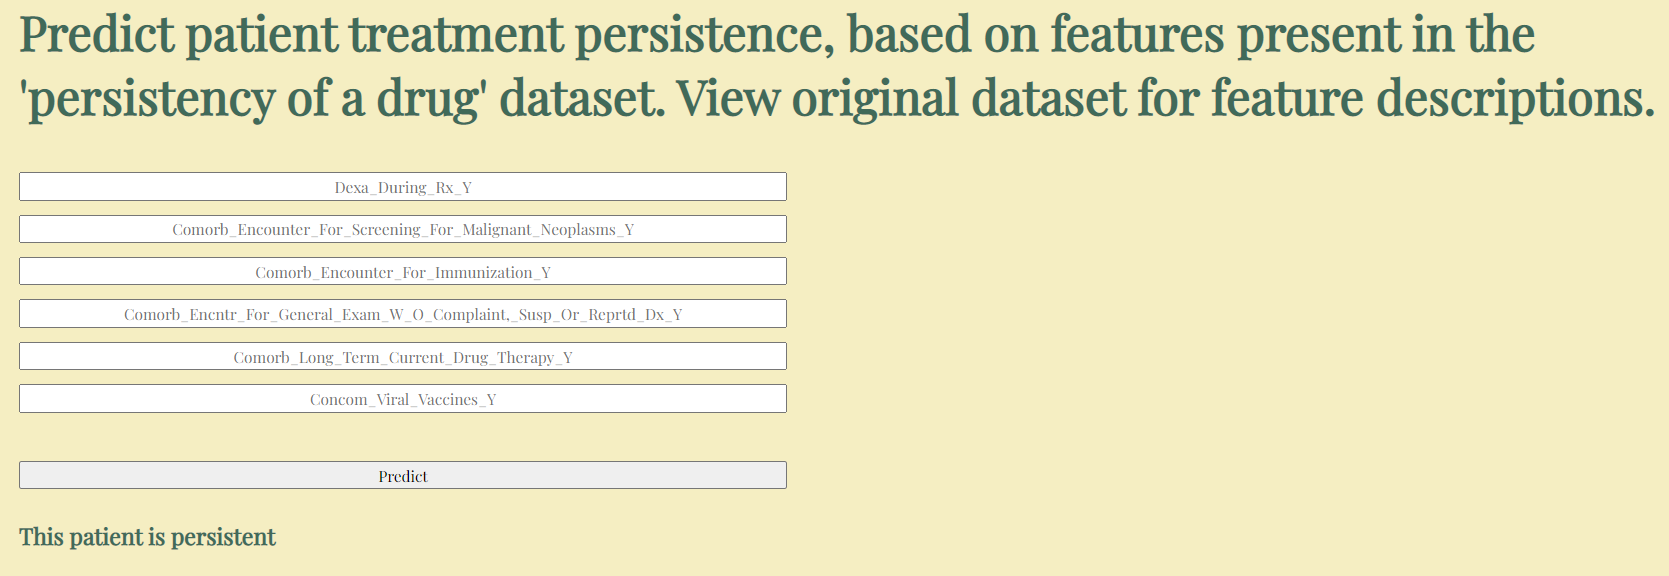 Predict patient treatment persistence, based on features present in the
'persistency of a drug' dataset. View original dataset for feature descriptions.
Dexa_During_Rx_Y
Comorb_Encounter_For_Screening_For_Malignant_Neoplasms_Y
Comorb_Encounter_For_Immunization_Y
Comorb_Encntr_For_General_Exam_W_O_Complaint,_Susp_Or_Reprtd_Dx_Y
Comorb_Long_Term_Current_Drug_Therapy_Y
Concom_Viral_Vaccines_Y
Predict
This patient is persistent